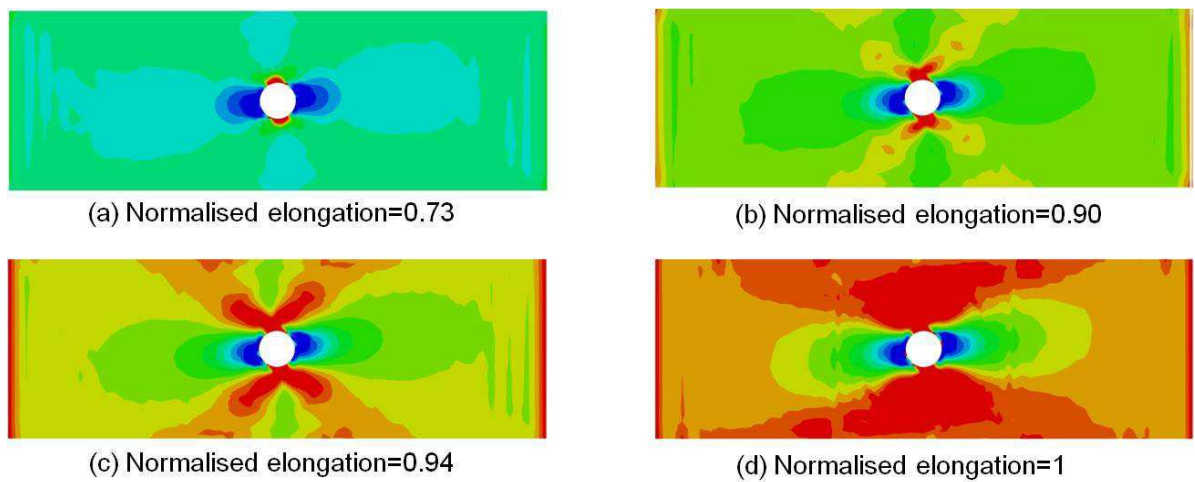 (a) Normalised elongation=0.73
(b) Normalised elongation=0.90
(c) Normalised elongation=0.94
(d) Normalised elongation=1